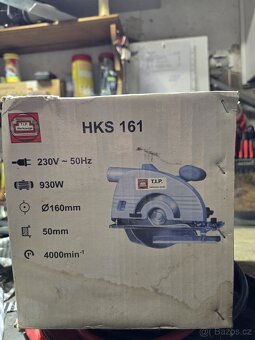 HKS 161
230V ~ 50Hz
930W
Ø160mm
50mm
4000min⁻¹
T.I.P.
Bazos.cz